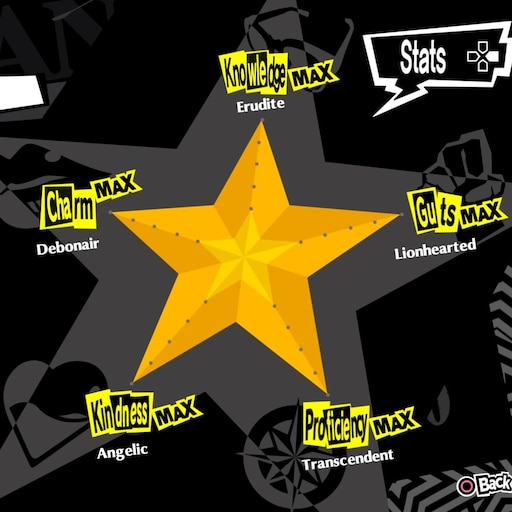 Stats
Knowledge MAX
Erudite
Charm MAX
Debonair
Guts MAX
Lionhearted
Kindness MAX
Angelic
Proficiency MAX
Transcendent
Back